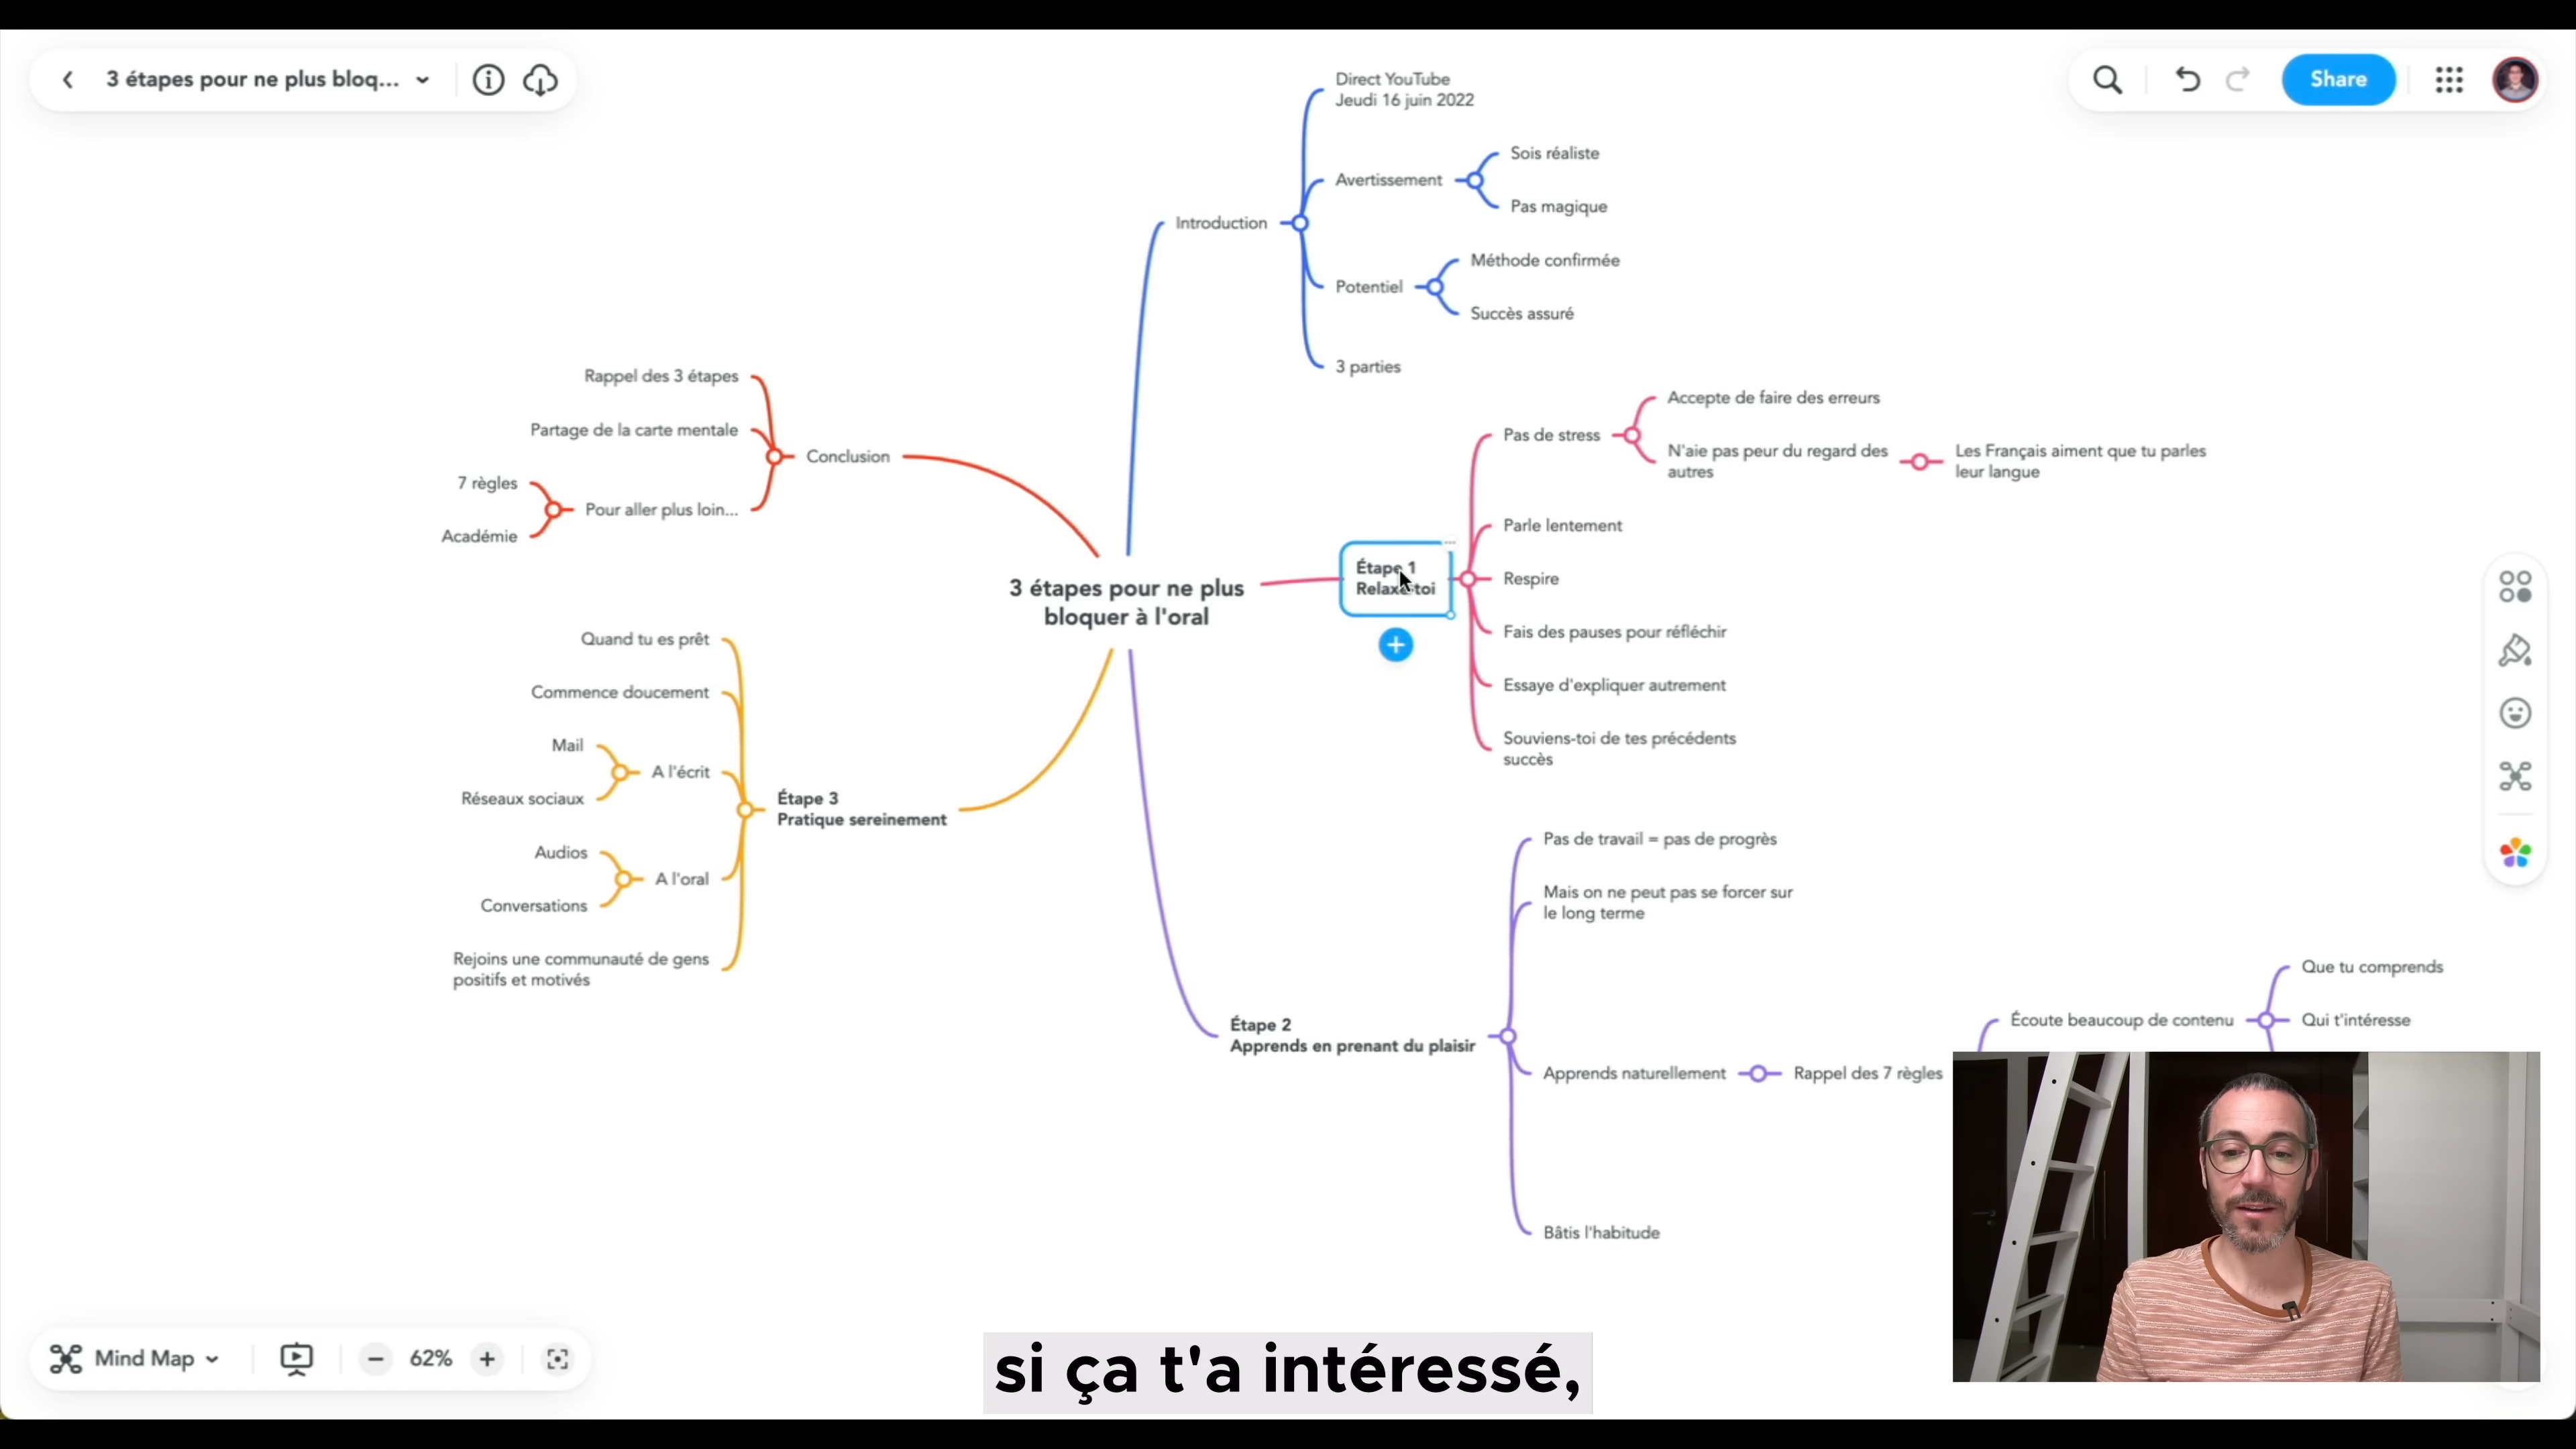 3 étapes pour ne plus bloq...
Share
Direct YouTube
Jeudi 16 juin 2022
Sois réaliste
Avertissement
Pas magique
Introduction
Méthode confirmée
Potentiel
Succès assuré
3 parties
Rappel des 3 étapes
Partage de la carte mentale
Conclusion
7 règles
Pour aller plus loin...
Académie
Accepte de faire des erreurs
Pas de stress
N'aie pas peur du regard des
autres
Les Français aiment que tu parles
leur langue
Parle lentement
Étape 1
Relaxe-toi
Respire
3 étapes pour ne plus
bloquer à l'oral
Fais des pauses pour réfléchir
Essaye d'expliquer autrement
Souviens-toi de tes précédents
succès
Quand tu es prêt
Commence doucement
Mail
A l'écrit
Réseaux sociaux
Étape 3
Pratique sereinement
Audios
A l'oral
Conversations
Rejoins une communauté de gens
positifs et motivés
Pas de travail = pas de progrès
Mais on ne peut pas se forcer sur
le long terme
Étape 2
Apprends en prenant du plaisir
Que tu comprends
Écoute beaucoup de contenu
Qui t'intéresse
Apprends naturellement
Rappel des 7 règles
Bâtis l'habitude
Mind Map
62%
si ça t'a intéressé,